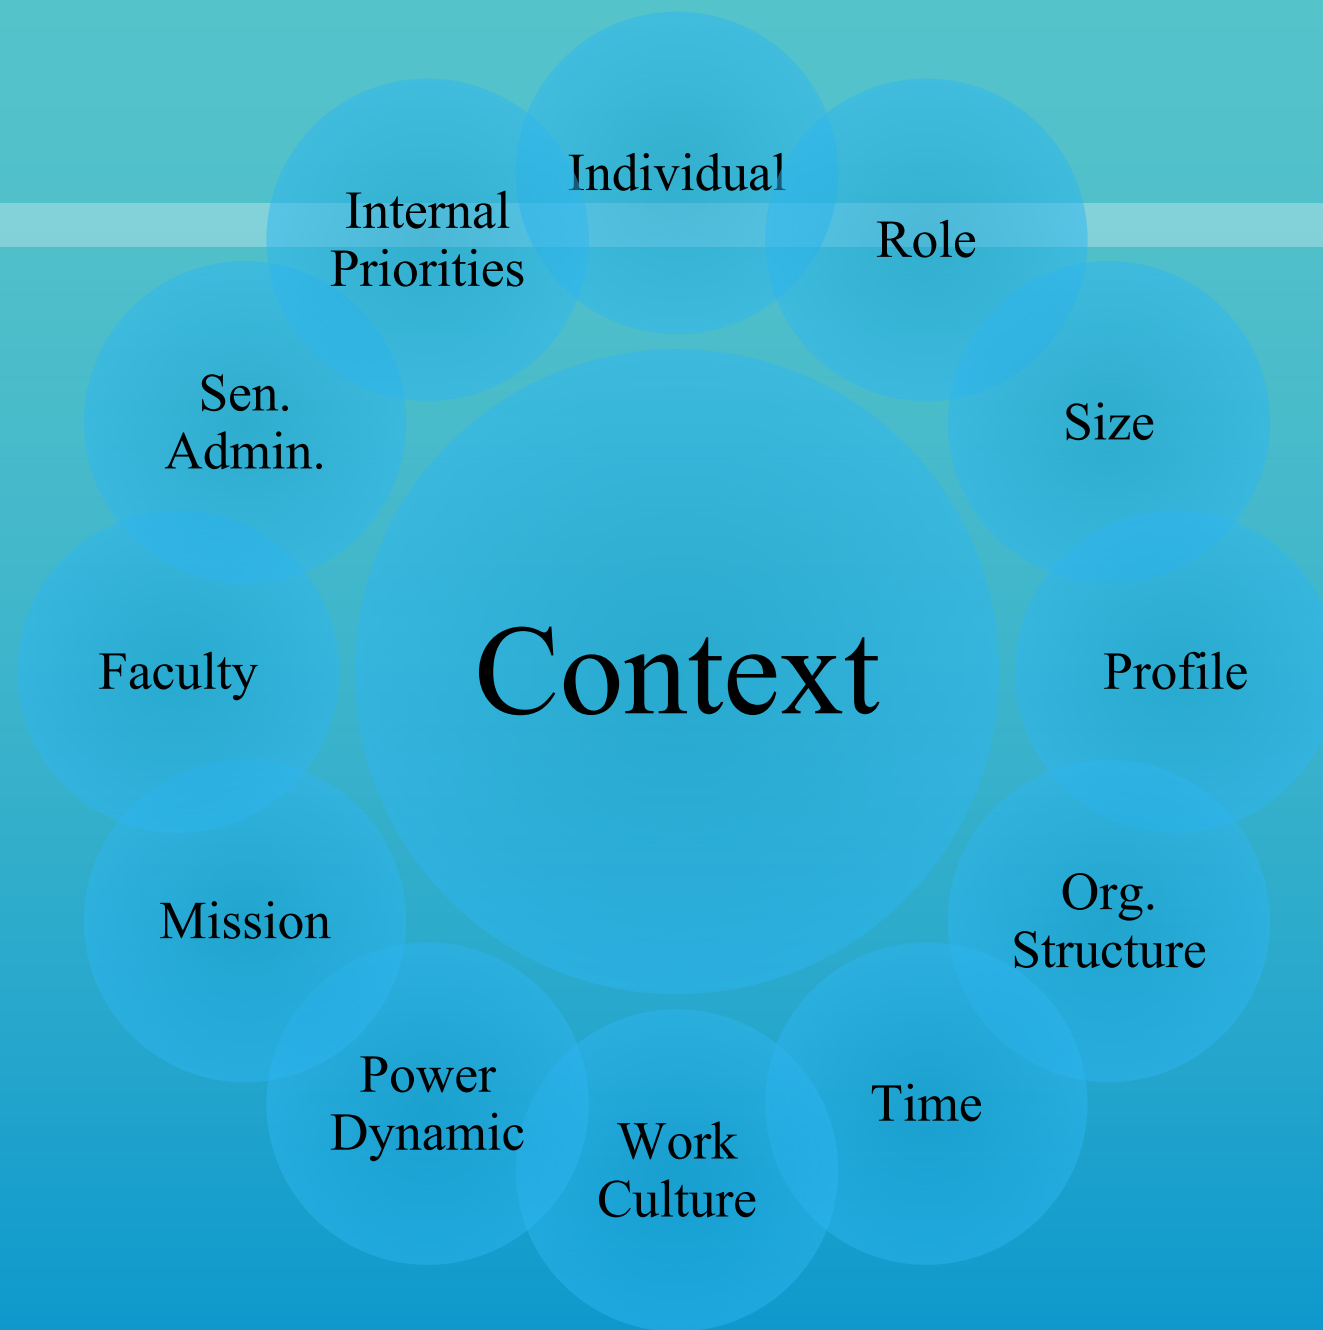 Individual
Role
Size
Profile
Org.
Structure
Time
Work
Culture
Power
Dynamic
Mission
Faculty
Sen.
Admin.
Internal
Priorities
Context